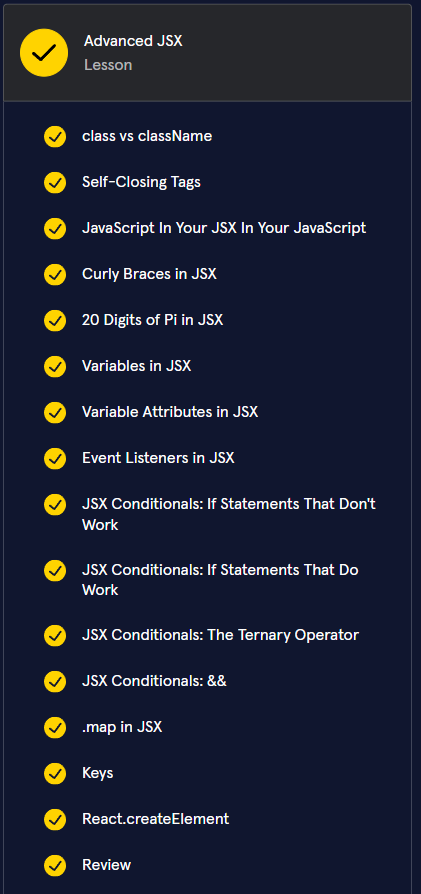 Advanced JSX
Lesson
class vs className
Self-Closing Tags
JavaScript In Your JSX In Your JavaScript
Curly Braces in JSX
20 Digits of Pi in JSX
Variables in JSX
Variable Attributes in JSX
Event Listeners in JSX
JSX Conditionals: If Statements That Don't
Work
JSX Conditionals: If Statements That Do
Work
JSX Conditionals: The Ternary Operator
JSX Conditionals: &&
.map in JSX
Keys
React.createElement
Review